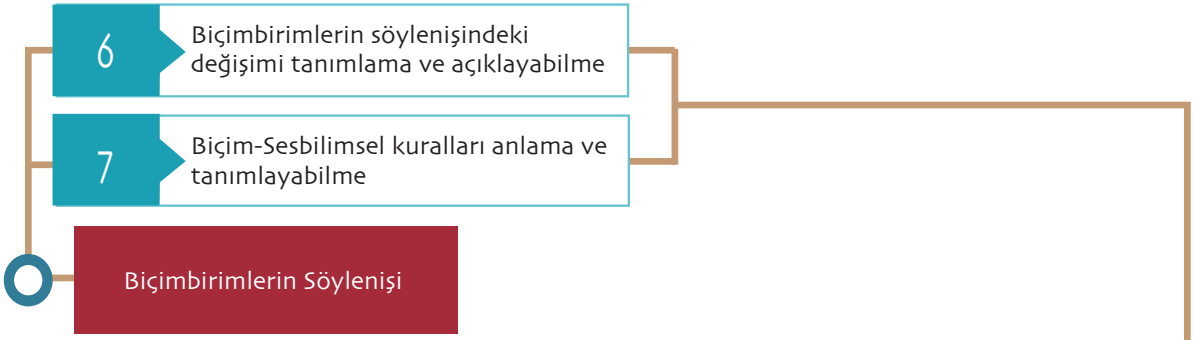 6
Biçimbirimlerin söylenişindeki
değişimi tanımlama ve açıklayabilme
7
Biçim-Sesbilimsel kuralları anlama ve
tanımlayabilme
Biçimbirimlerin Söylenişi